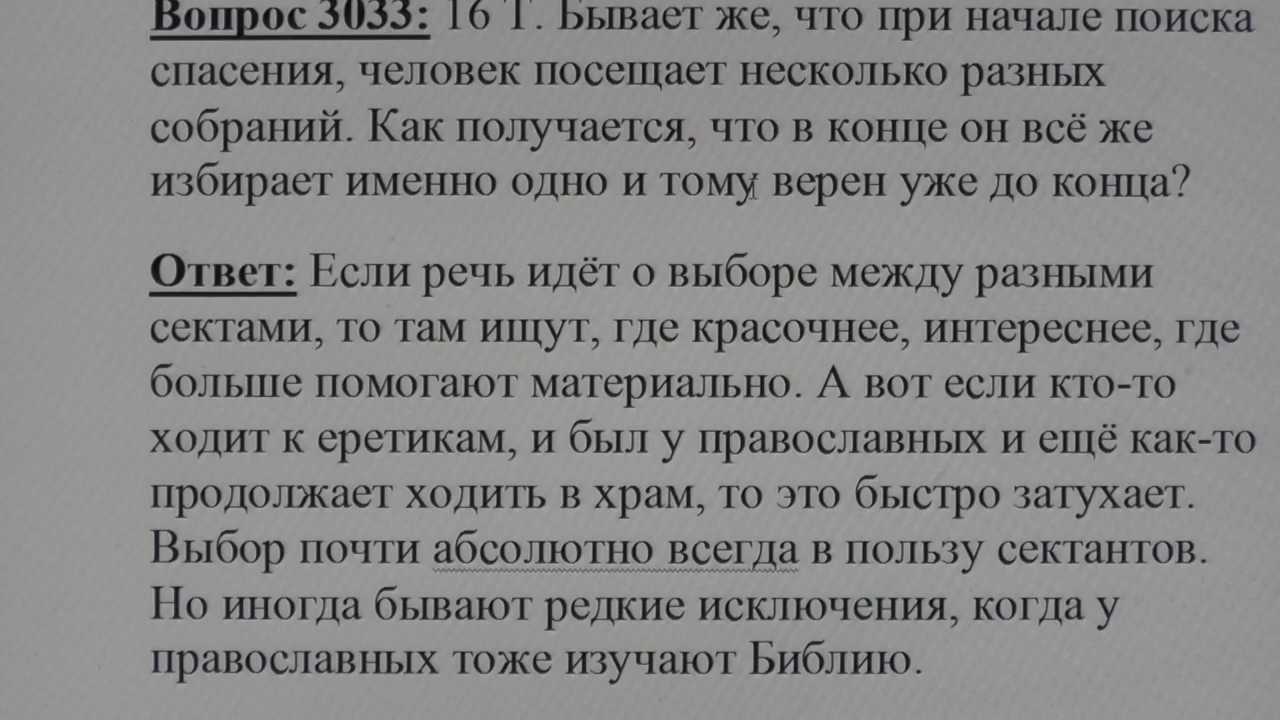 Вопрос 3033: 16 Т. Бывает же, что при начале поиска
спасения, человек посещает несколько разных
собраний. Как получается, что в конце он всё же
избирает именно одно и тому верен уже до конца?
Ответ: Если речь идёт о выборе между разными
сектами, то там ищут, где красочнее, интереснее, где
больше помогают материально. А вот если кто-то
ходит к еретикам, и был у православных и ещё как-то
продолжает ходить в храм, то это быстро затухает.
Выбор почти абсолютно всегда в пользу сектантов.
Но иногда бывают редкие исключения, когда у
православных тоже изучают Библию.